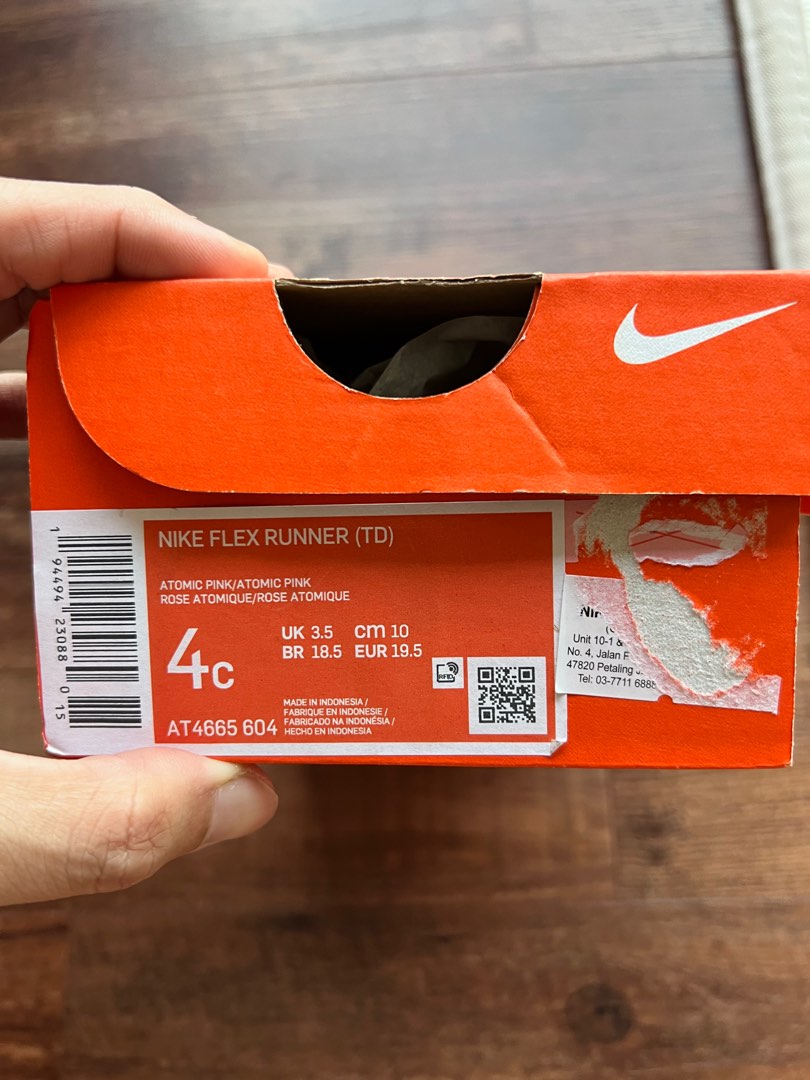 NIKE FLEX RUNNER (TD)
ATOMIC PINK/ATOMIC PINK
ROSE ATOMIQUE/ROSE ATOMIQUE
4C
UK 3.5 cm 10
BR 18.5 EUR 19.5
RFID
AT4665 604
MADE IN INDONESIA /
FABRIQUE EN INDONESIE /
FABRICADO NA INDONÉSIA /
HECHO EN INDONESIA
1 94494 23088 0 15
Unit 10-1 &
No. 4, Jalan
47820 Petaling
Tel: 03-7711